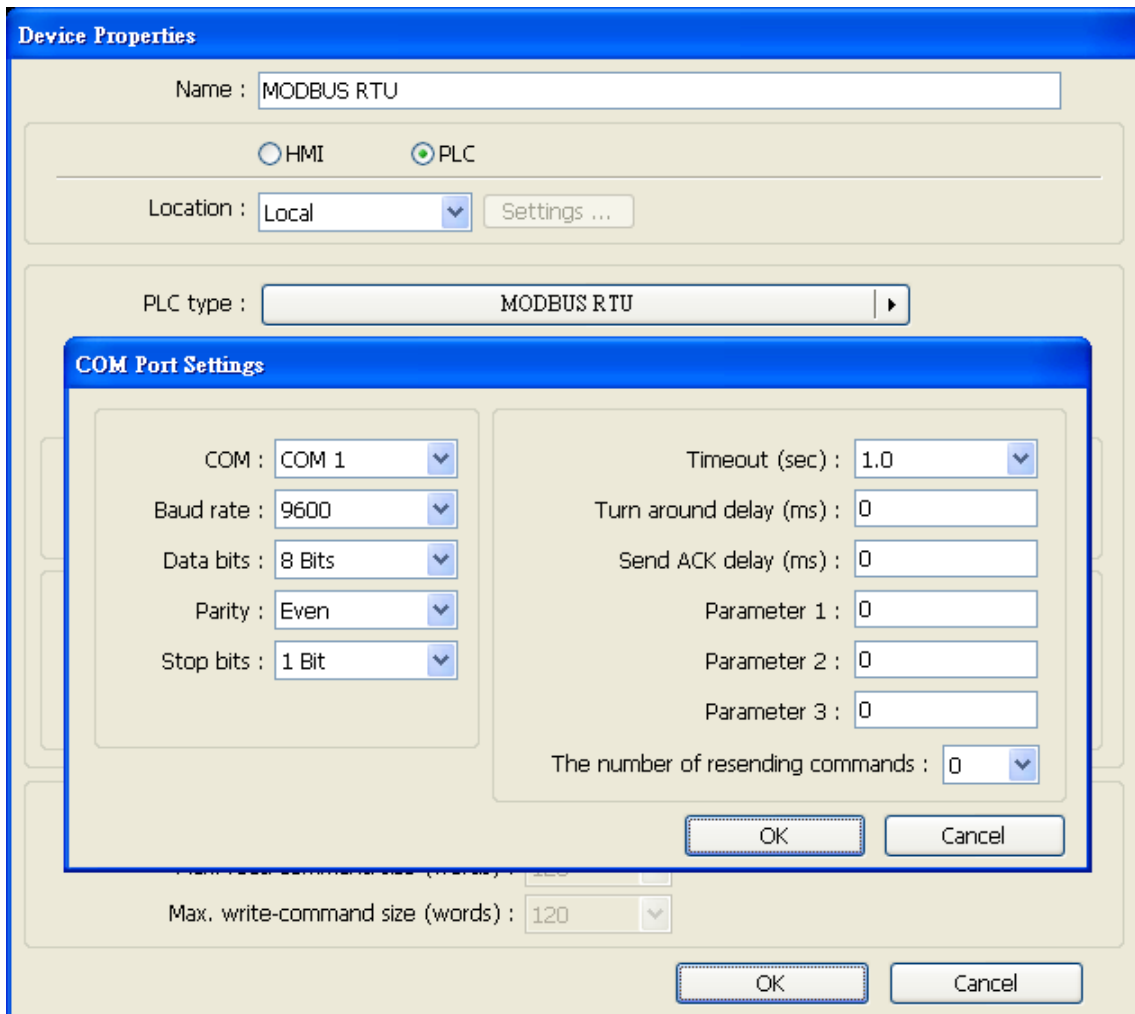 Device Properties
Name : MODBUS RTU
HMI PLC
Location : Local Settings ...
PLC type : MODBUS RTU
COM Port Settings
COM : COM 1
Baud rate : 9600
Data bits : 8 Bits
Parity : Even
Stop bits : 1 Bit
Timeout (sec) : 1.0
Turn around delay (ms) : 0
Send ACK delay (ms) : 0
Parameter 1 : 0
Parameter 2 : 0
Parameter 3 : 0
The number of resending commands : 0
OK Cancel
Max. write-command size (words) : 120
OK Cancel